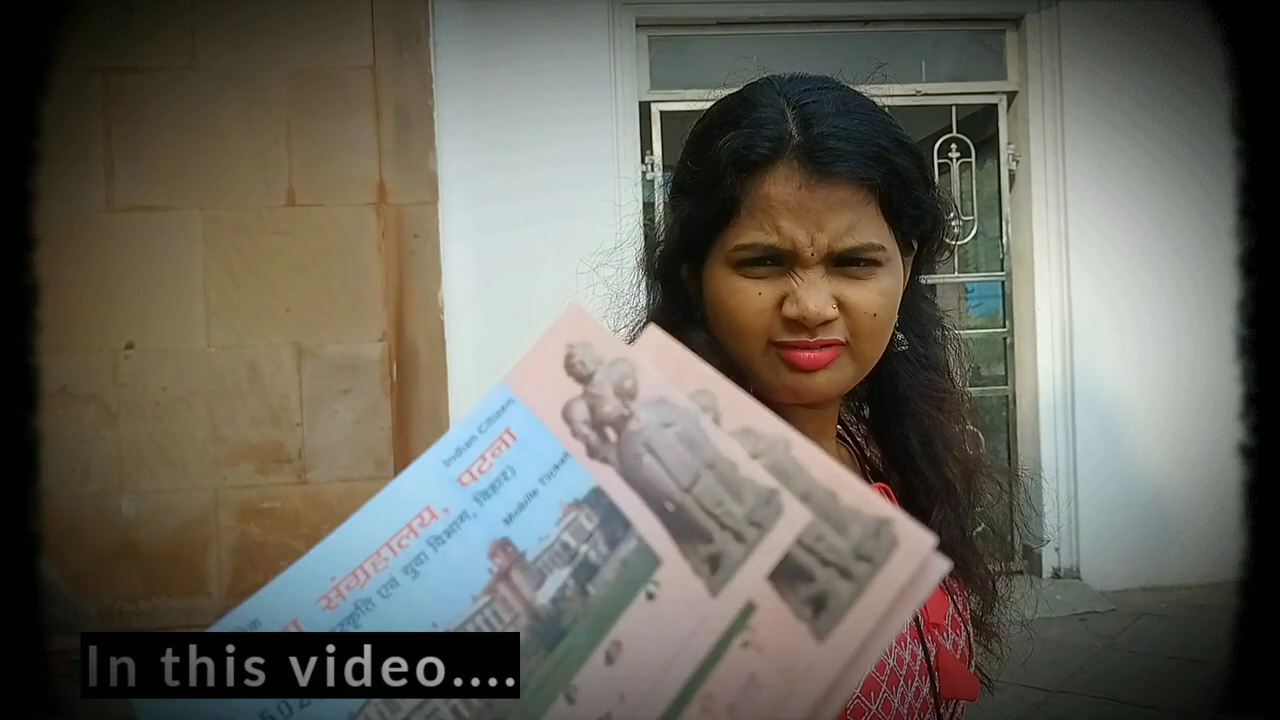 Indian Citizen
संग्रहालय, पटना
एवं युवा विभाग, बिहार)
Mobile Ticket
In this video....